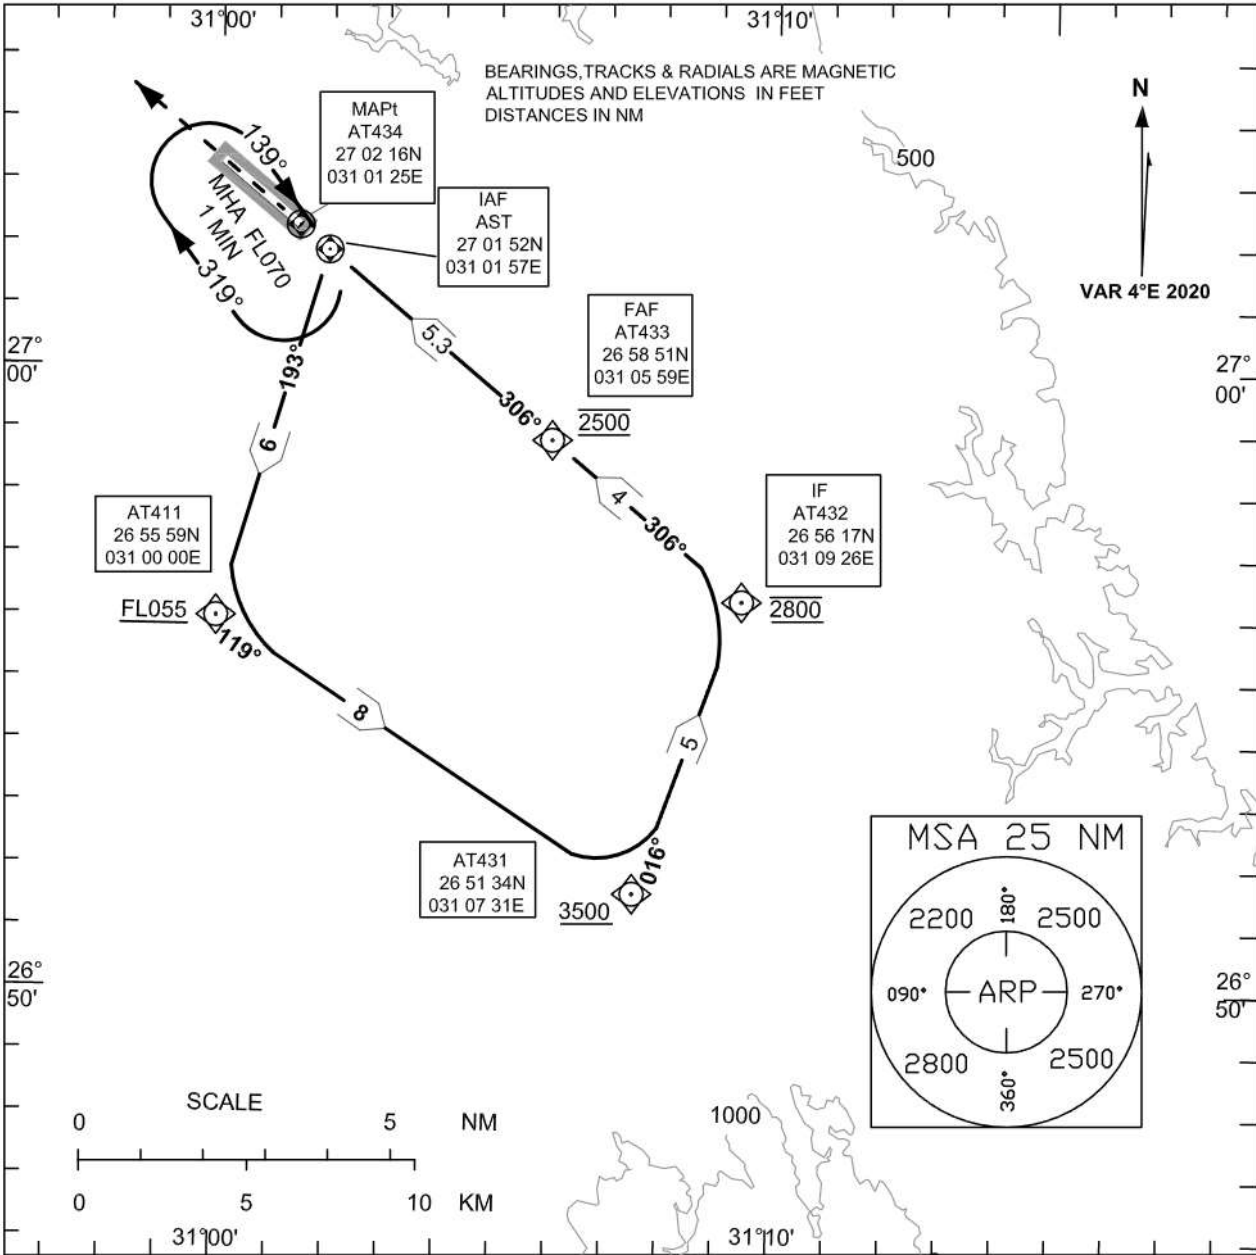 31°00'
31°10'
BEARINGS,TRACKS & RADIALS ARE MAGNETIC
ALTITUDES AND ELEVATIONS IN FEET
DISTANCES IN NM
N
VAR 4°E 2020
500
MAPt
AT434
27 02 16N
031 01 25E
139°
MHA FL070
1 MIN
319°
IAF
AST
27 01 52N
031 01 57E
FAF
AT433
26 58 51N
031 05 59E
5.3
306°
2500
193°
6
27°
00'
27°
00'
4
306°
IF
AT432
26 56 17N
031 09 26E
2800
AT411
26 55 59N
031 00 00E
FL055
119°
8
5
016°
AT431
26 51 34N
031 07 31E
3500
MSA 25 NM
2200
180°
2500
090°
ARP
270°
2800
360°
2500
26°
50'
26°
50'
SCALE
0
5
NM
0
5
10
KM
1000
31°00'
31°10'